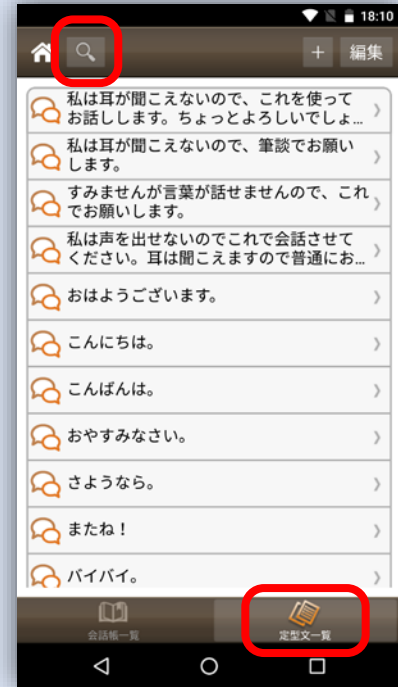 18:10
編集
私は耳が聞こえないので、これを使って
お話しします。ちょっとよろしいでしょ...
私は耳が聞こえないので、筆談でお願い
します。
すみませんが言葉が話せませんので、これ
でお願いします。
私は声を出せないのでこれで会話させて
ください。耳は聞こえますので普通にお...
おはようございます。
こんにちは。
こんばんは。
おやすみなさい。
さようなら。
またね！
バイバイ。
会話帳一覧
定型文一覧